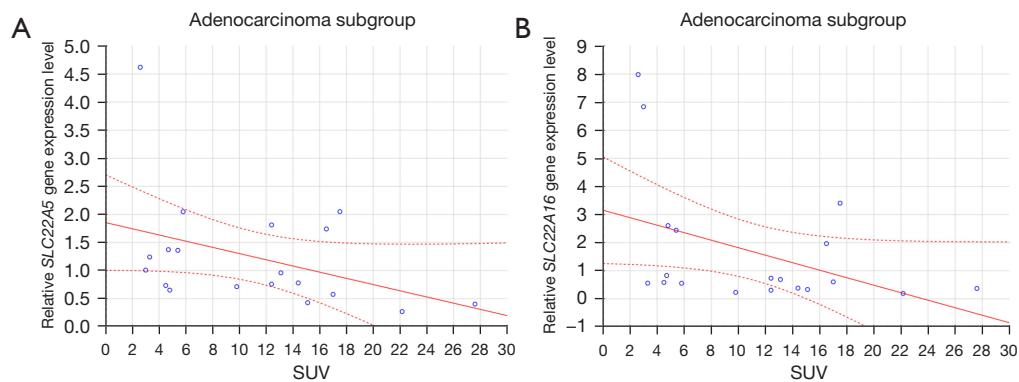 A
Adenocarcinoma subgroup
Relative SLC22A5 gene expression level
5.0
4.5
4.0
3.5
3.0
2.5
2.0
1.5
1.0
0.5
0.0
0 2 4 6 8 10 12 14 16 18 20 22 24 26 28 30
SUV
B
Adenocarcinoma subgroup
Relative SLC22A16 gene expression level
9
8
7
6
5
4
3
2
1
0
−1
0 2 4 6 8 10 12 14 16 18 20 22 24 26 28 30
SUV